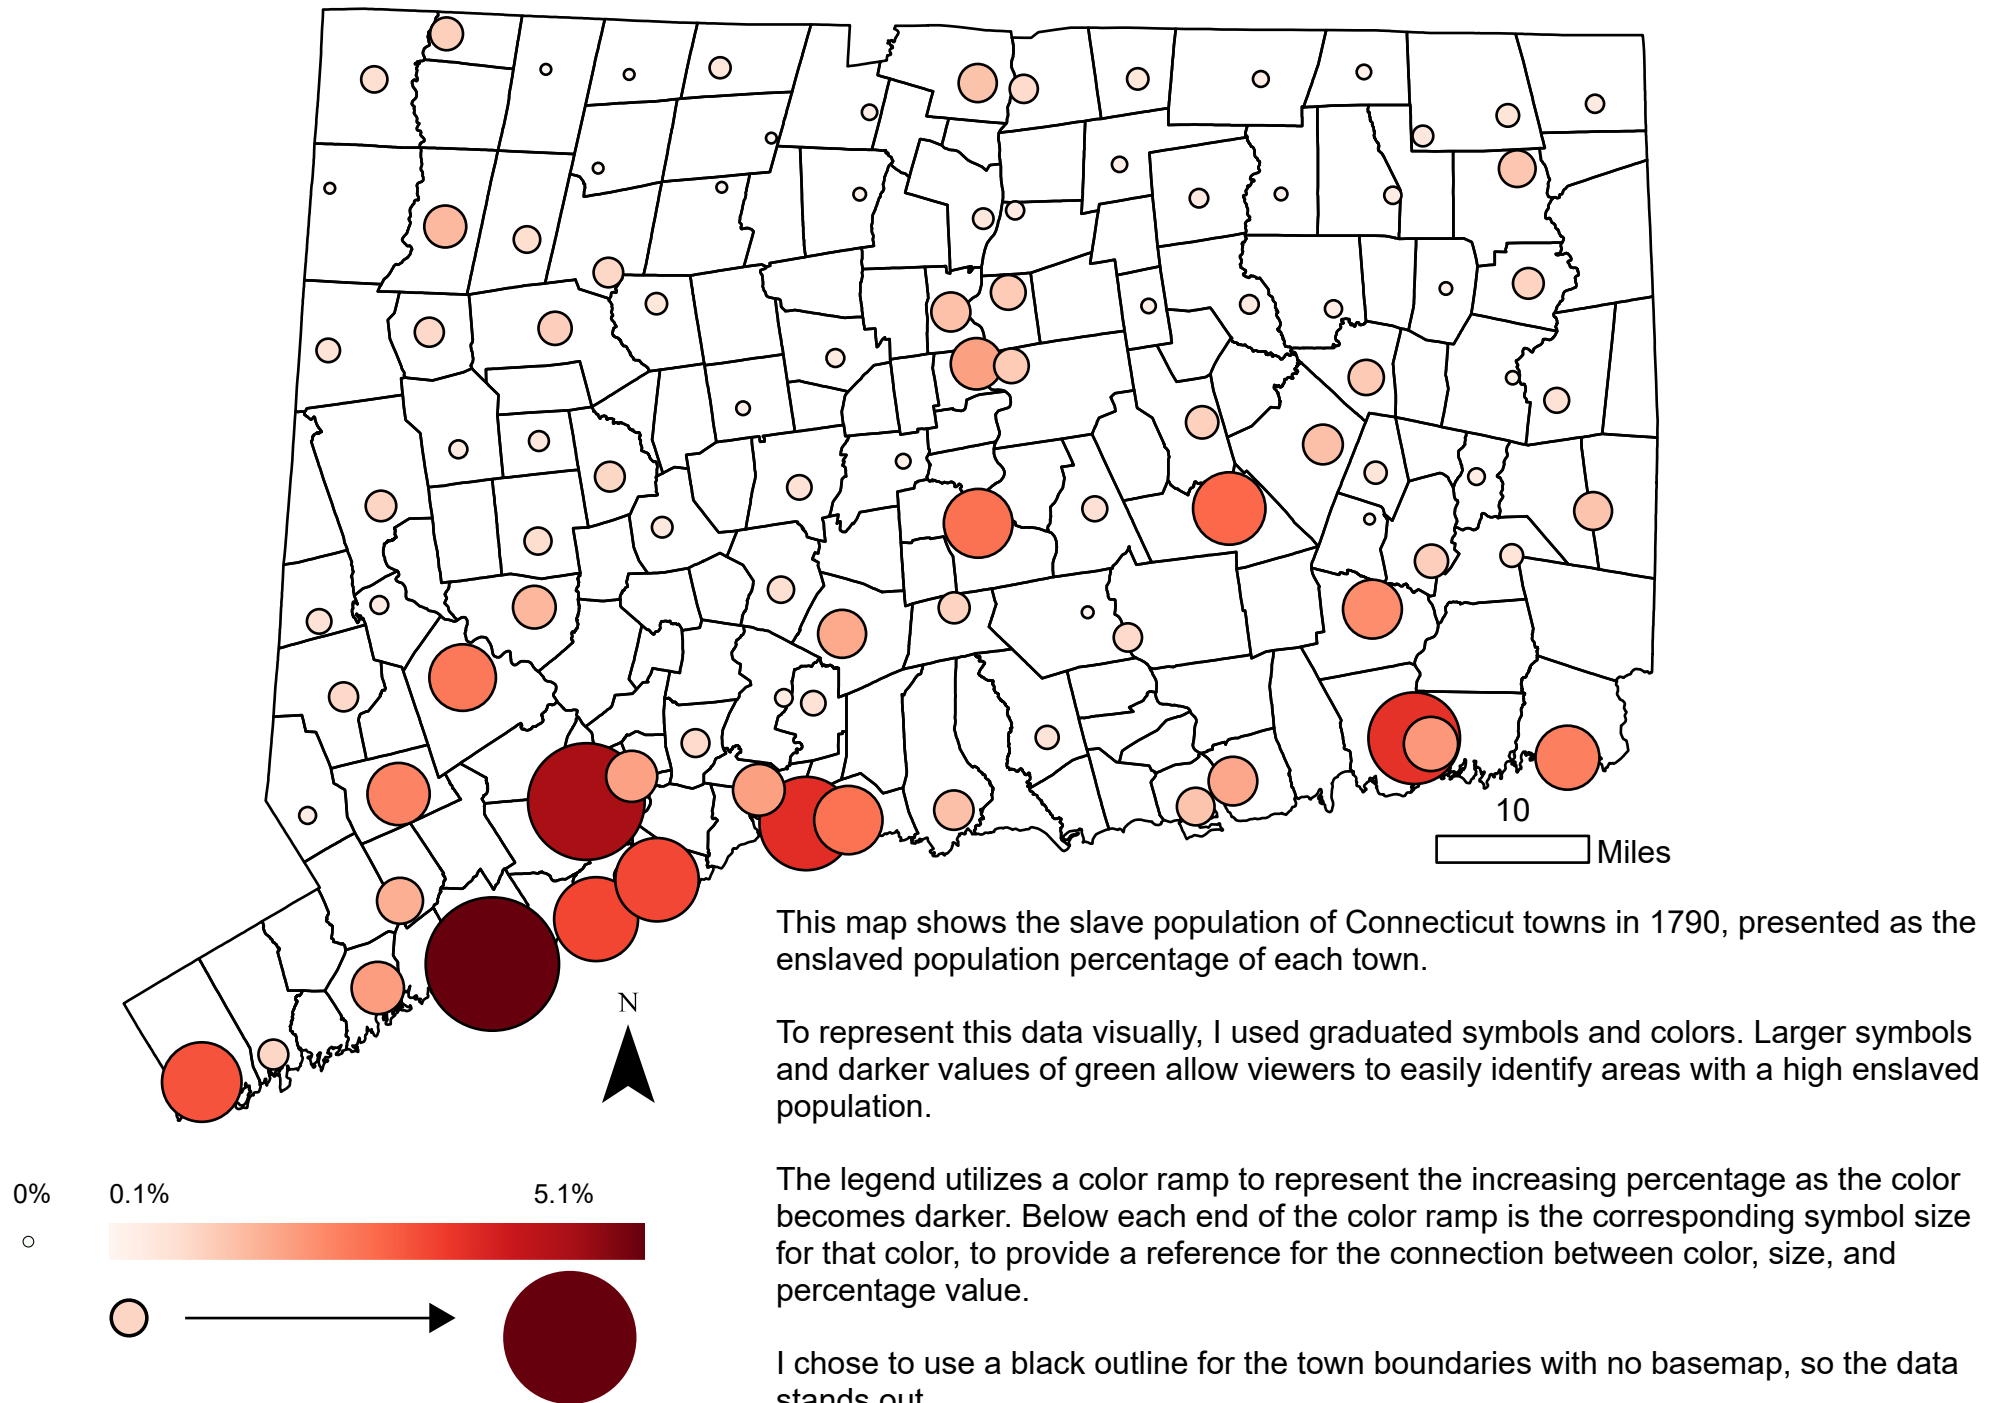 10
Miles
This map shows the slave population of Connecticut towns in 1790, presented as the
enslaved population percentage of each town.
N
To represent this data visually, I used graduated symbols and colors. Larger symbols
and darker values of green allow viewers to easily identify areas with a high enslaved
population.
The legend utilizes a color ramp to represent the increasing percentage as the color
becomes darker. Below each end of the color ramp is the corresponding symbol size
for that color, to provide a reference for the connection between color, size, and
percentage value.
I chose to use a black outline for the town boundaries with no basemap, so the data
stands out
0%
0.1%
5.1%